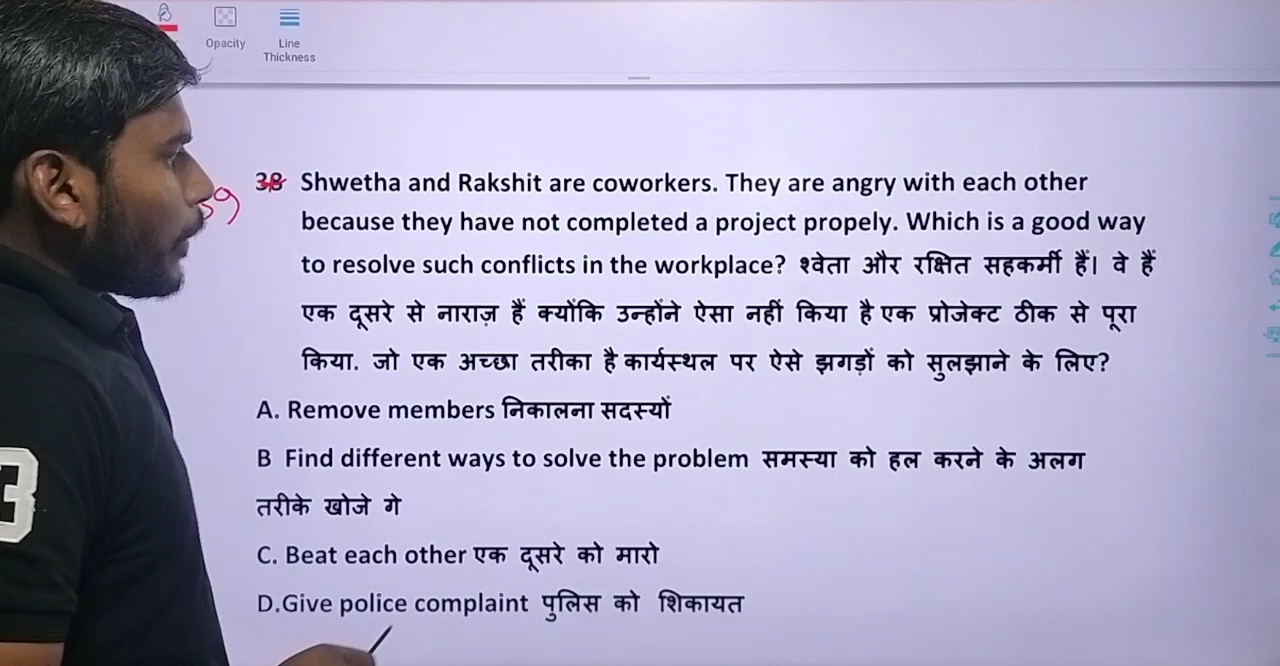 Opacity
Line
Thickness
38 Shwetha and Rakshit are coworkers. They are angry with each other
39
because they have not completed a project propely. Which is a good way
to resolve such conflicts in the workplace? श्वेता और रक्षित सहकर्मी हैं। वे हैं
एक दूसरे से नाराज़ हैं क्योंकि उन्होंने ऐसा नहीं किया है एक प्रोजेक्ट ठीक से पूरा
किया. जो एक अच्छा तरीका है कार्यस्थल पर ऐसे झगड़ों को सुलझाने के लिए?
A. Remove members निकालना सदस्यों
B Find different ways to solve the problem समस्या को हल करने के अलग
तरीके खोजे गे
C. Beat each other एक दूसरे को मारो
D.Give police complaint पुलिस को शिकायत
3